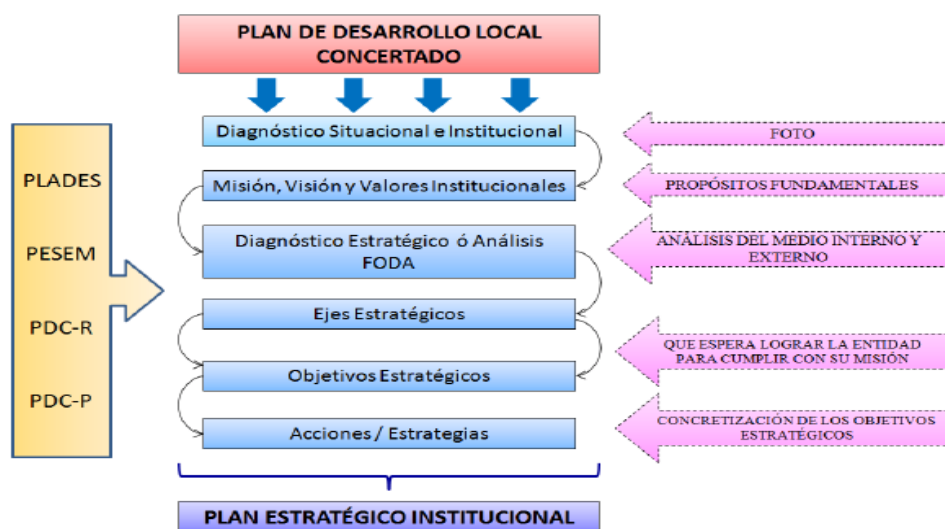 PLAN DE DESARROLLO LOCAL
CONCERTADO
PLADES
PESEM
PDC-R
PDC-P
Diagnóstico Situacional e Institucional
Misión, Visión y Valores Institucionales
Diagnóstico Estratégico ó Análisis
FODA
Ejes Estratégicos
Objetivos Estratégicos
Acciones / Estrategias
FOTO
PROPÓSITOS FUNDAMENTALES
ANÁLISIS DEL MEDIO INTERNO Y
EXTERNO
QUE ESPERA LOGRAR LA ENTIDAD
PARA CUMPLIR CON SU MISIÓN
CONCRETIZACIÓN DE LOS OBJETIVOS
ESTRATÉGICOS
PLAN ESTRATÉGICO INSTITUCIONAL